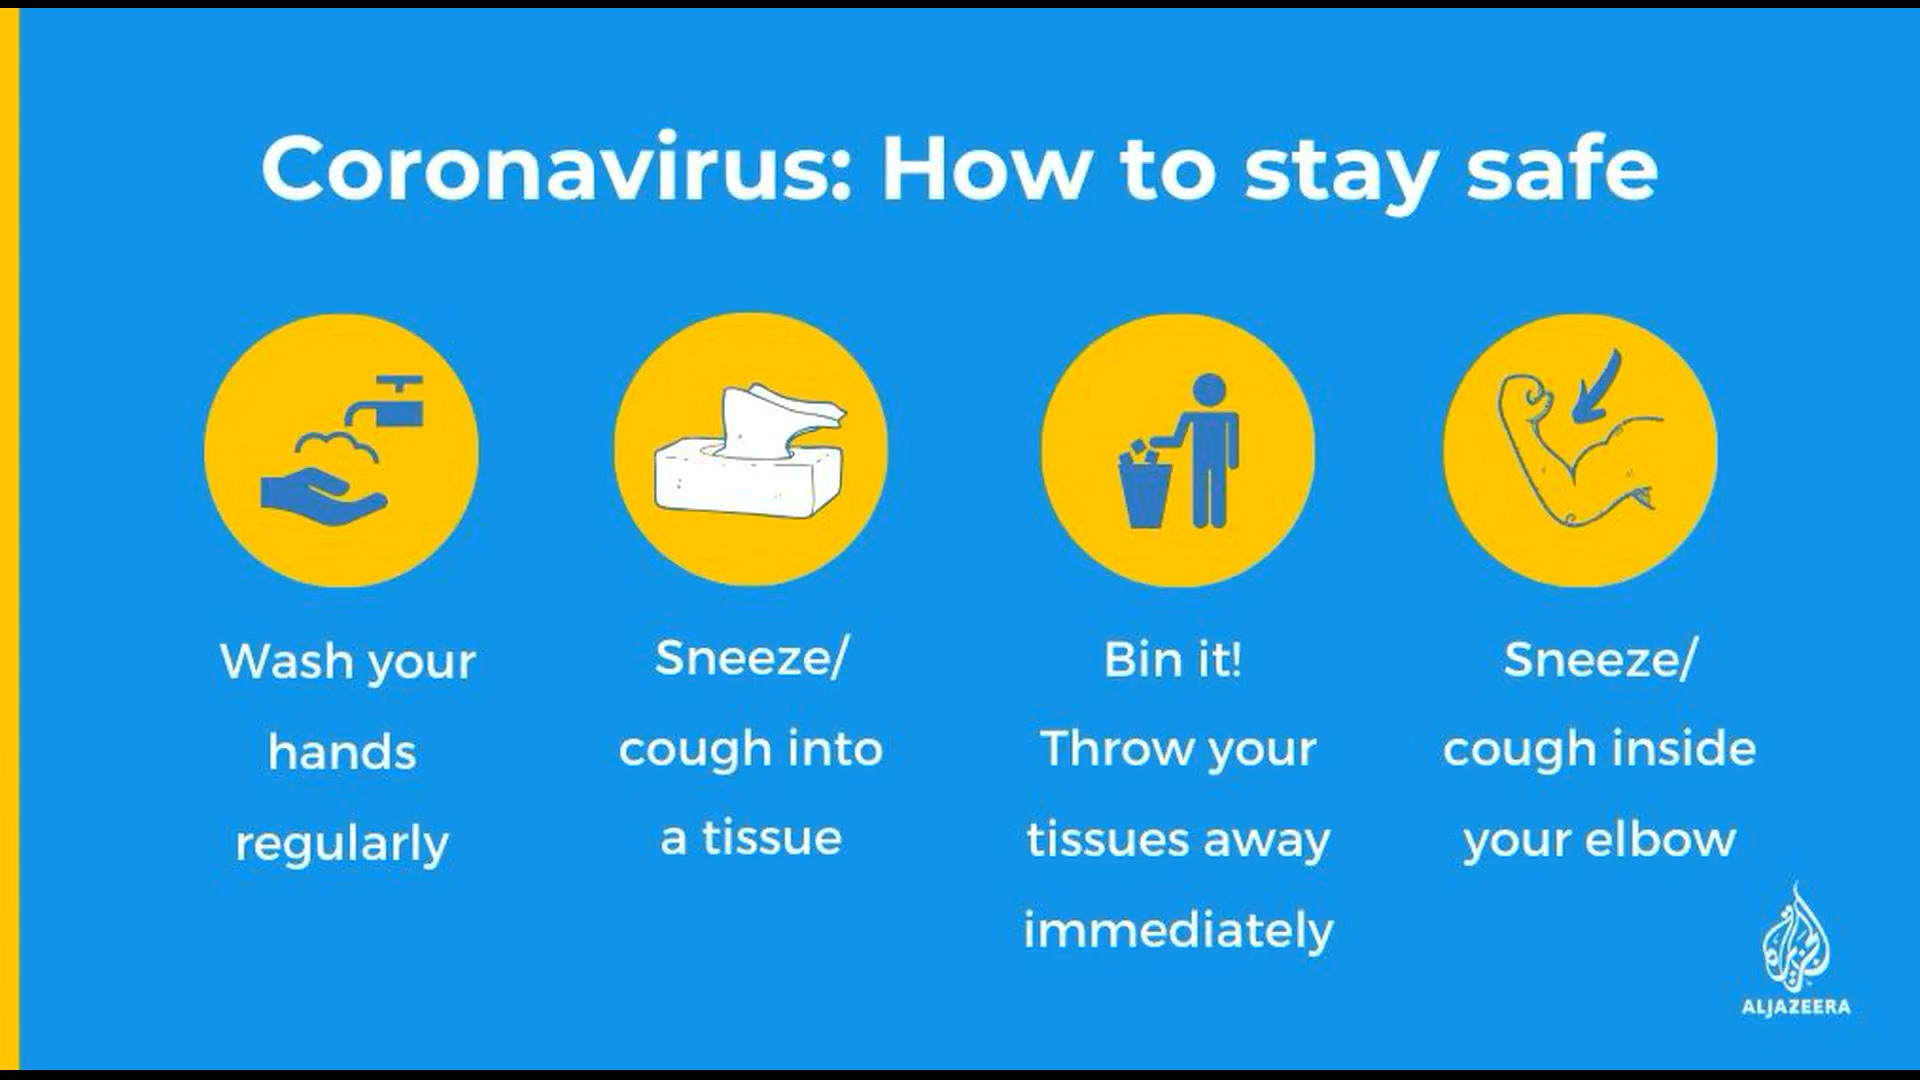 Coronavirus: How to stay safe
Wash your
hands
regularly
Sneeze/
cough into
a tissue
Bin it!
Throw your
tissues away
immediately
Sneeze/
cough inside
your elbow
الجزيرة
ALJAZEERA